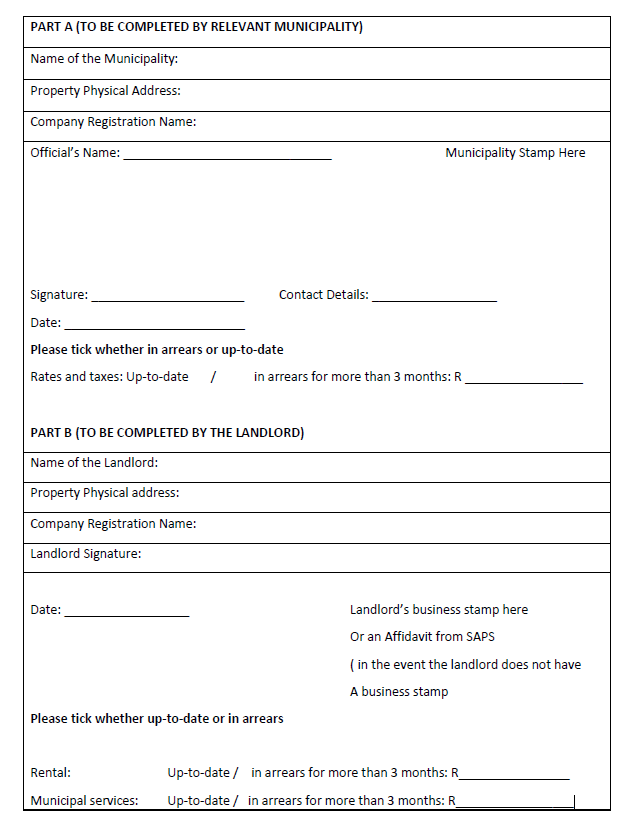 PART A (TO BE COMPLETED BY RELEVANT MUNICIPALITY)
Name of the Municipality:
Property Physical Address:
Company Registration Name:
Official's Name: ______________________________ Municipality Stamp Here
Signature: ______________________ Contact Details: __________________
Date: __________________________
Please tick whether in arrears or up-to-date
Rates and taxes: Up-to-date / in arrears for more than 3 months: R _________________
PART B (TO BE COMPLETED BY THE LANDLORD)
Name of the Landlord:
Property Physical address:
Company Registration Name:
Landlord Signature:
Date: __________________ Landlord's business stamp here
Or an Affidavit from SAPS
( in the event the landlord does not have
A business stamp
Please tick whether up-to-date or in arrears
Rental: Up-to-date / in arrears for more than 3 months: R________________
Municipal services: Up-to-date / in arrears for more than 3 months: R_________________